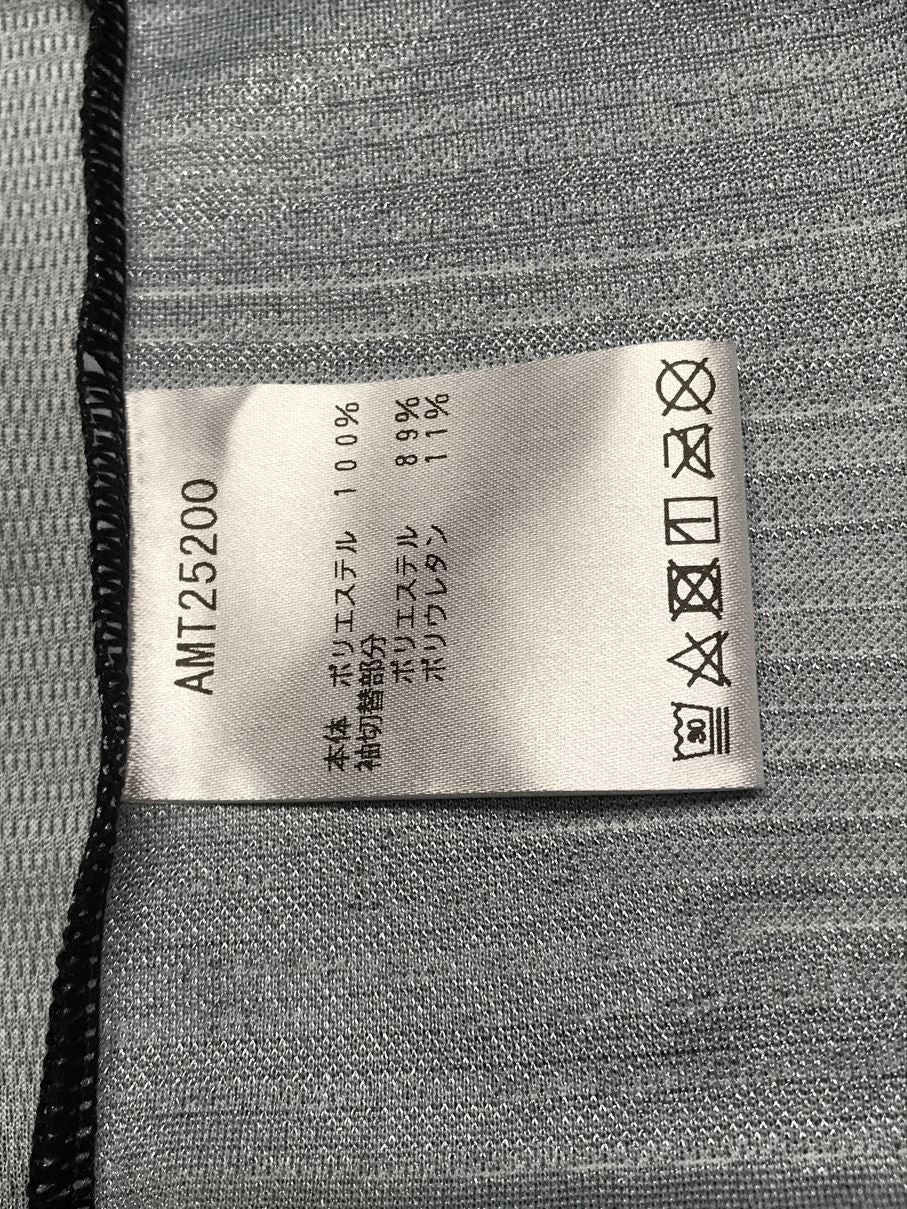 AMT25200
本体 ポリエステル 100%
袖切替部分
ポリエステル 89%
ポリウレタン 11%
30